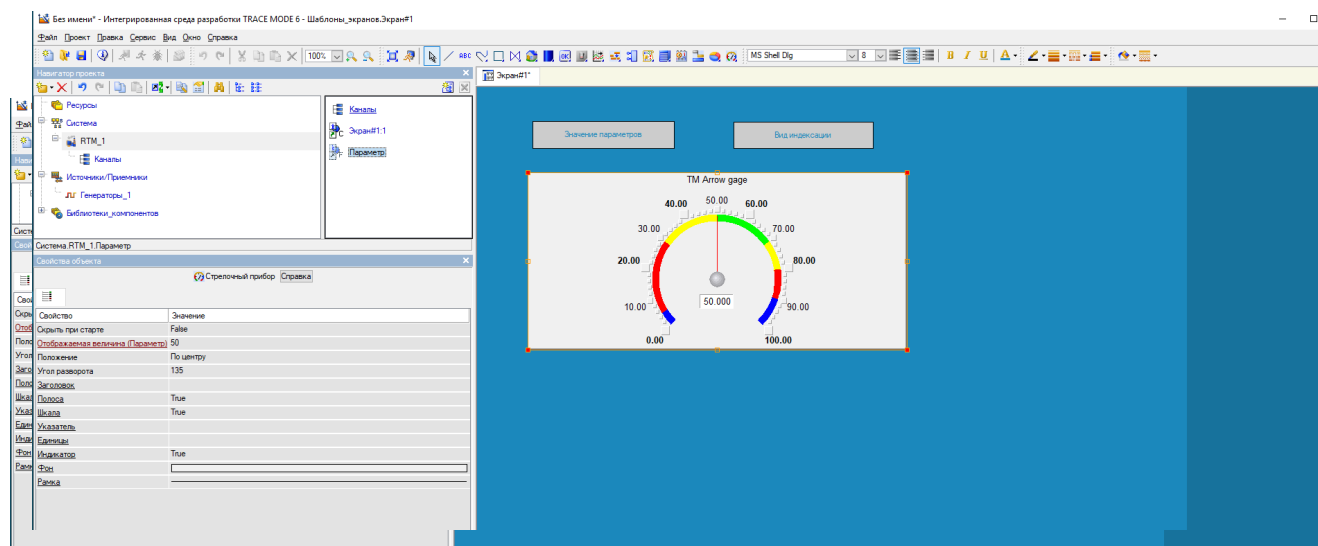 Без имени* - Интегрированная среда разработки TRACE MODE 6 - Шаблоны_экранов.Экран#1
Файл Проект Правка Сервис Вид Окно Справка
100% ABC OK MS Shell Dlg 8 B I U A
Навигатор проекта
Экран#1*
Ресурсы
Система
RTM_1
Каналы
Источники/Приемники
Генераторы_1
Библиотеки_компонентов
Каналы
Экран#1:1
Параметр
Система.RTM_1.Параметр
Свойства объекта
Стрелочный прибор Справка
Свойство Значение
Скрыть при старте False
Отображаемая величина (Параметр) 50
Положение По центру
Угол разворота 135
Заголовок
Полоса True
Шкала True
Указатель
Единицы
Индикатор True
Фон
Рамка
Значение параметров
Вид индексации
TM Arrow gage
40.00 50.00 60.00
30.00 70.00
20.00 80.00
10.00 50.000 90.00
0.00 100.00